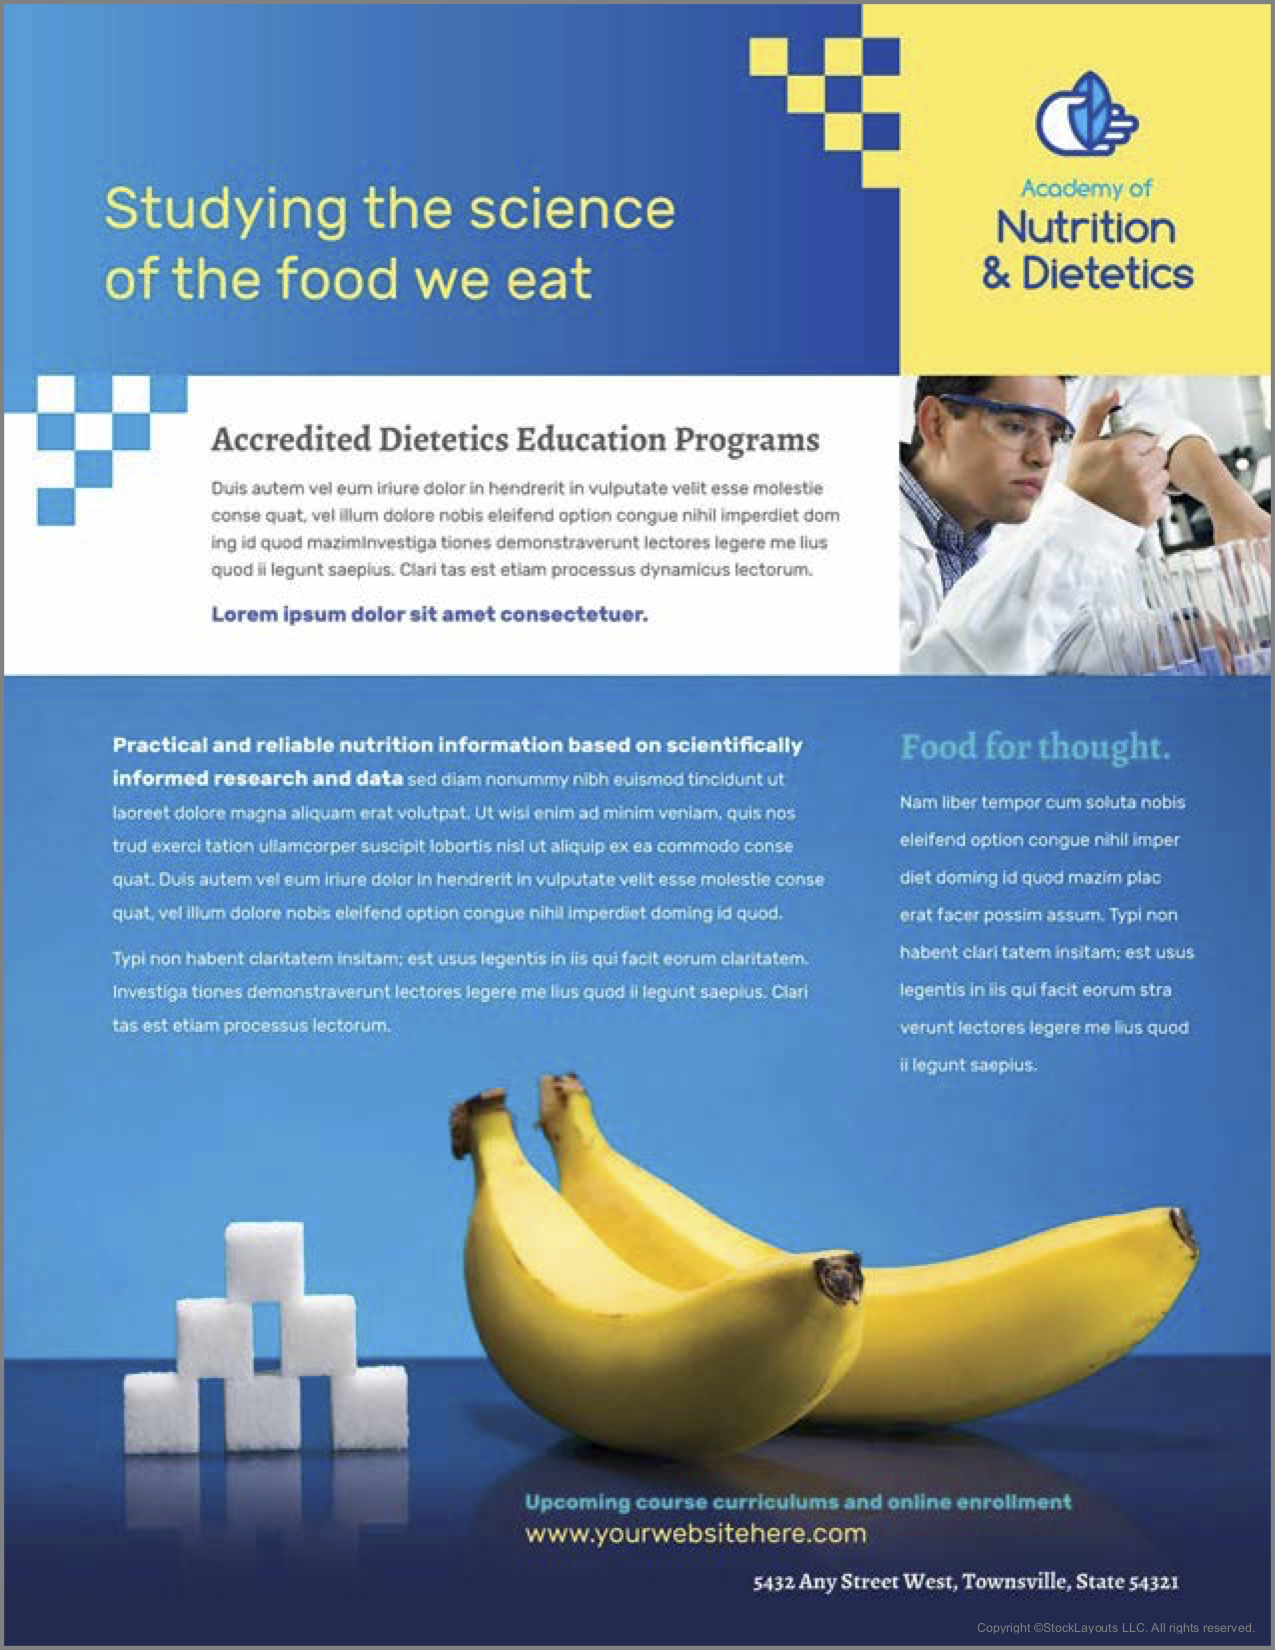 Studying the science
of the food we eat
Academy of
Nutrition
& Dietetics
Accredited Dietetics Education Programs
Duis autem vel eum iriure dolor in hendrerit in vulputate velit esse molestie
conse quat, vel illum dolore nobis eleifend option congue nihil imperdiet dom
ing id quod mazimInvestiga tiones demonstraverunt lectores legere me lius
quod ii legunt saepius. Clari tas est etiam processus dynamicus lectorum.
Lorem ipsum dolor sit amet consectetuer.
Practical and reliable nutrition information based on scientifically
informed research and data sed diam nonummy nibh euismod tincidunt ut
laoreet dolore magna aliquam erat volutpat. Ut wisi enim ad minim veniam, quis nos
trud exerci tation ullamcorper suscipit lobortis nisl ut aliquip ex ea commodo conse
quat. Duis autem vel eum iriure dolor in hendrerit in vulputate velit esse molestie conse
quat, vel illum dolore nobis eleifend option congue nihil imperdiet doming id quod.
Typi non habent claritatem insitam; est usus legentis in iis qui facit eorum claritatem.
Investiga tiones demonstraverunt lectores legere me lius quod ii legunt saepius. Clari
tas est etiam processus lectorum.
Food for thought.
Nam liber tempor cum soluta nobis
eleifend option congue nihil imper
diet doming id quod mazim plac
erat facer possim assum. Typi non
habent clari tatem insitam; est usus
legentis in iis qui facit eorum stra
verunt lectores legere me lius quod
ii legunt saepius.
Upcoming course curriculums and online enrollment
www.yourwebsitehere.com
5432 Any Street West, Townsville, State 54321
Copyright ©StockLayouts LLC. All rights reserved.